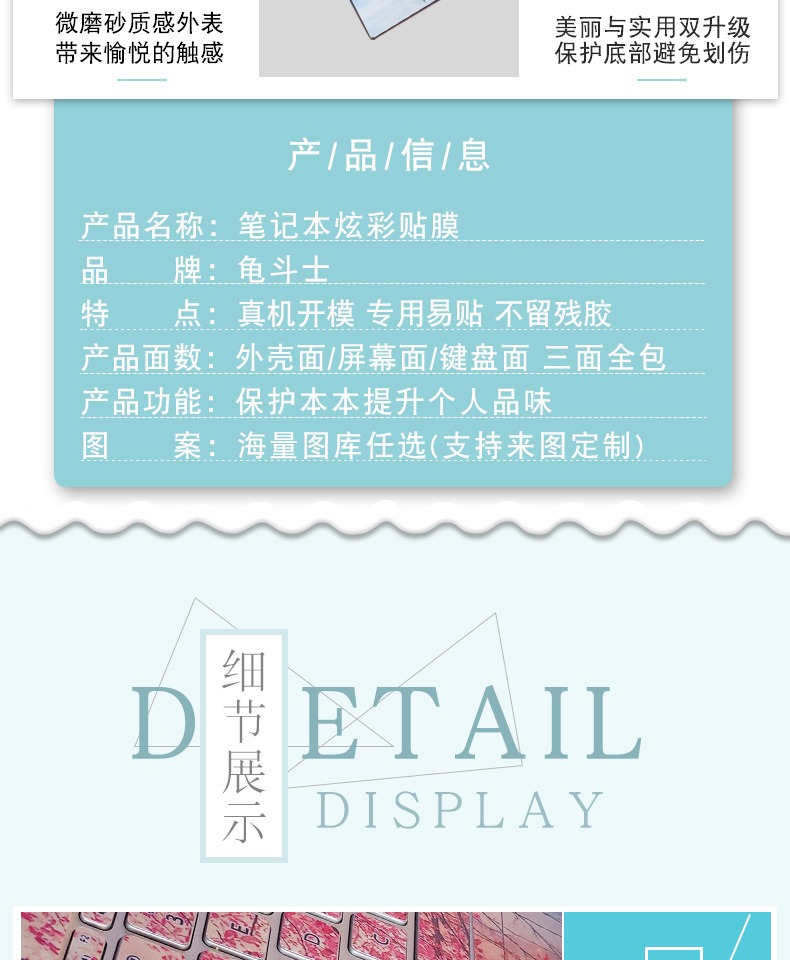 微磨砂质感外表
带来愉悦的触感
美丽与实用双升级
保护底部避免划伤
产/品/信/息
产品名称：笔记本炫彩贴膜
品 牌：龟斗士
特 点：真机开模 专用易贴 不留残胶
产品面数：外壳面/屏幕面/键盘面 三面全包
产品功能：保护本本提升个人品味
图 案：海量图库任选(支持来图定制)
细节展示
DETAIL
DISPLAY
3
E
D
C
F2